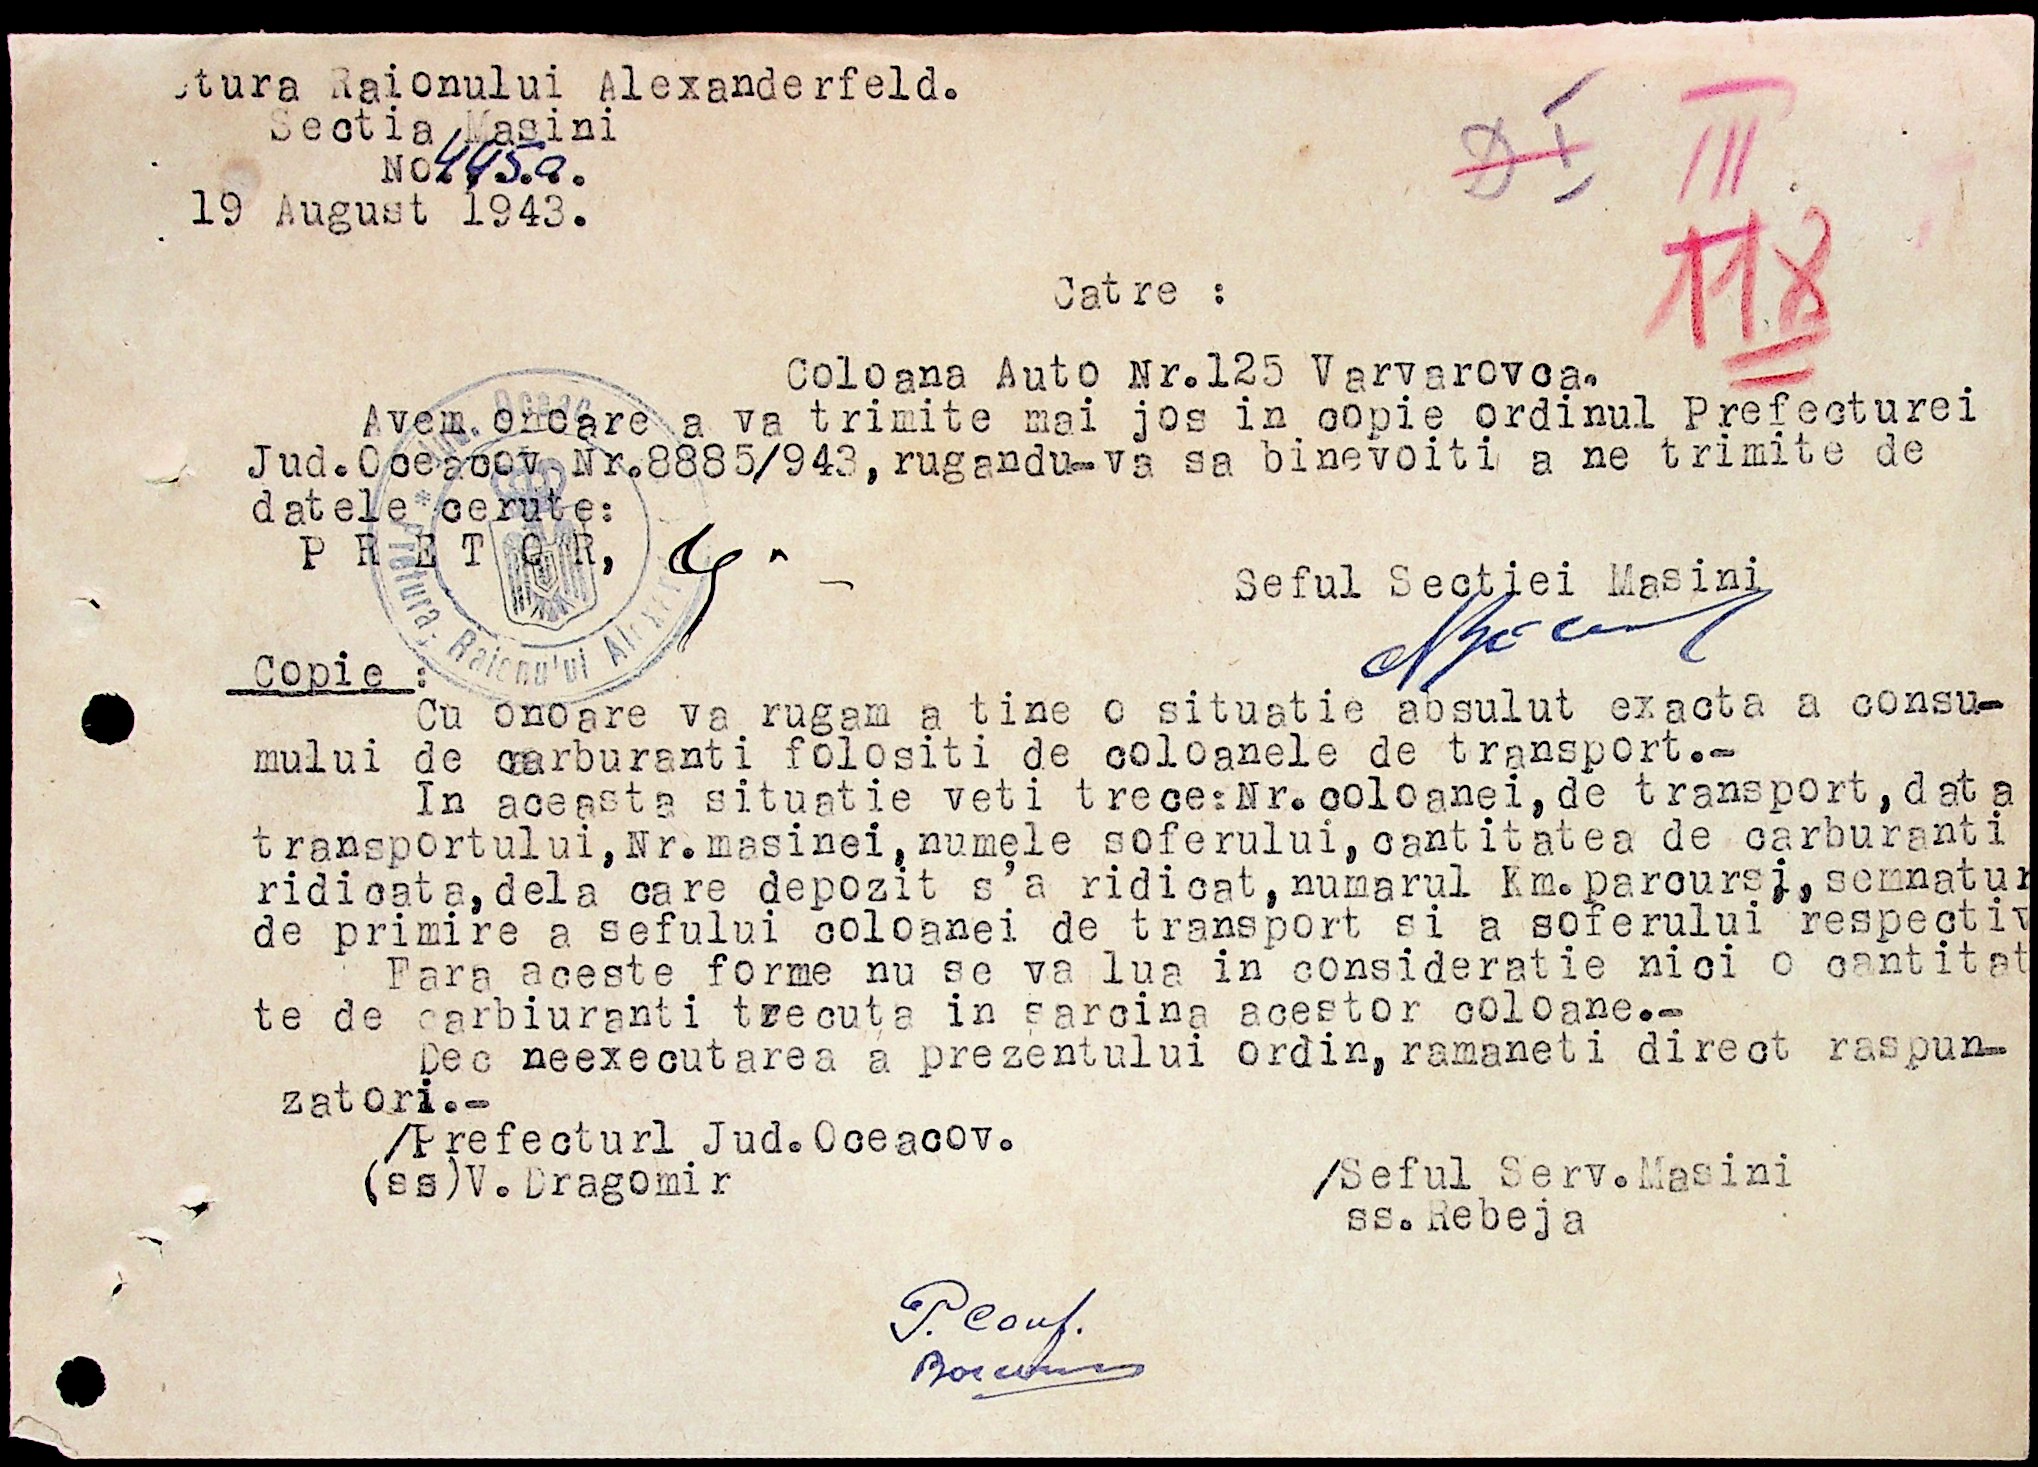 tura Raionului Alexanderfeld.
Sectia Masini
No.445.a.
19 August 1943.
D I
III
118
Catre :
Coloana Auto Nr.125 Varvarovca.
Avem onoare a va trimite mai jos in copie ordinul Prefecturei
Jud.Oceacov Nr.8885/943,rugandu-va sa binevoiti a ne trimite de
datele cerute:
P R E T O R,
Seful Sectiei Masini
Jud. Oceac
* Pretura Raionului Alexan
Copie :
Cu onoare va rugam a tine o situatie absulut exacta a consu-
mului de carburanti folositi de coloanele de transport.-
In aceasta situatie veti trece:Nr.coloanei,de transport,data
transportului,Nr.masinei,numele soferului,cantitatea de carburanti
ridicata,dela care depozit s'a ridicat,numarul Km.parcursi,semnatur
de primire a sefului coloanei de transport si a soferului respectiv
Fara aceste forme nu se va lua in consideratie nici o cantitat
te de carbiuranti trecuta in sarcina acestor coloane.-
Dec neexecutarea a prezentului ordin,ramaneti direct raspun-
zatori.-
/Prefecturl Jud.Oceacov.
(ss)V.Dragomir
/Seful Serv.Masini
ss.Rebeja
P. Conf.